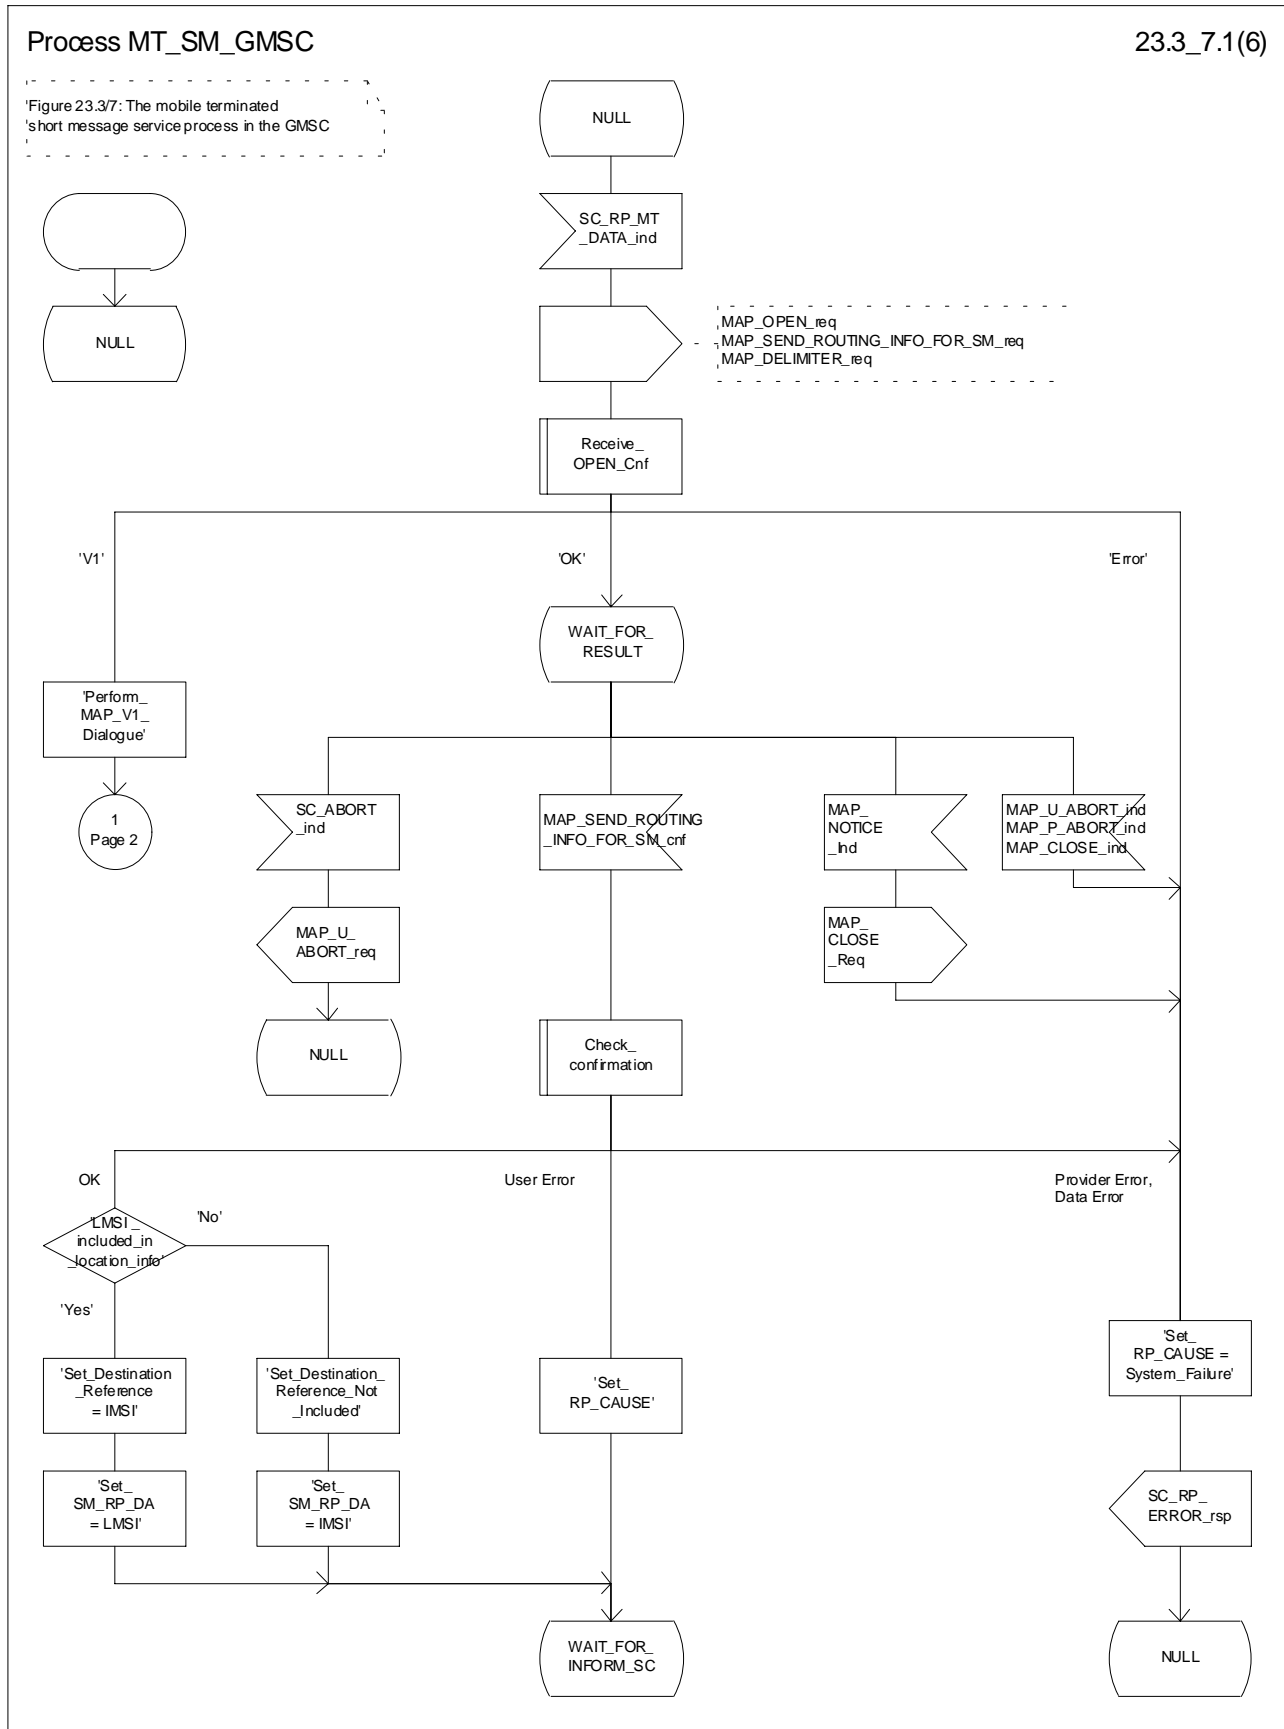 Process MT_SM_GMSC
23.3_7.1(6)
'Figure 23.3/7: The mobile terminated
'short message service process in the GMSC
NULL
SC_RP_MT
_DATA_ind
NULL
MAP_OPEN_req
MAP_SEND_ROUTING_INFO_FOR_SM_req
MAP_DELIMITER_req
Receive_
OPEN_Cnf
'V1'
'OK'
'Error'
WAIT_FOR_
RESULT
'Perform_
MAP_V1_
Dialogue'
1
Page 2
SC_ABORT
_ind
MAP_SEND_ROUTING
_INFO_FOR_SM_cnf
MAP_
NOTICE
_Ind
MAP_U_ABORT_ind
MAP_P_ABORT_ind
MAP_CLOSE_ind
MAP_U_
ABORT_req
MAP_
CLOSE
_Req
NULL
Check_
confirmation
OK
User Error
Provider Error,
Data Error
'LMSI_
included_in
_location_info'
'No'
'Yes'
'Set_Destination
_Reference
= IMSI'
'Set_Destination_
Reference_Not
_Included'
'Set_
RP_CAUSE'
'Set_
RP_CAUSE =
System_Failure'
'Set_
SM_RP_DA
= LMSI'
'Set_
SM_RP_DA
= IMSI'
SC_RP_
ERROR_rsp
WAIT_FOR_
INFORM_SC
NULL